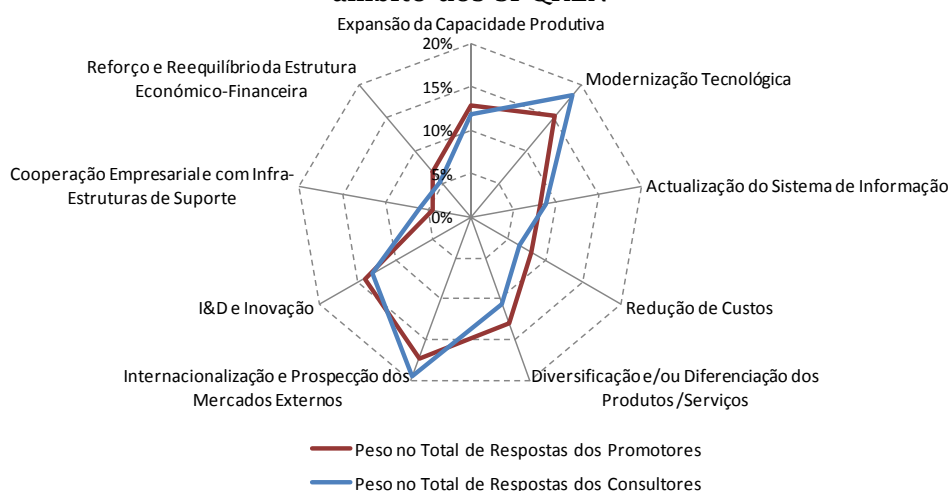 Expansão da Capacidade Produtiva
20%
Modernização Tecnológica
Reforço e Reequilíbrio da Estrutura
Económico-Financeira
15%
10%
Cooperação Empresarial e com Infra-
Estruturas de Suporte
5%
Actualização do Sistema de Informação
0%
I&D e Inovação
Redução de Custos
Internacionalização e Prospecção dos
Mercados Externos
Diversificação e/ou Diferenciação dos
Produtos/Serviços
Peso no Total de Respostas dos Promotores
Peso no Total de Respostas dos Consultores